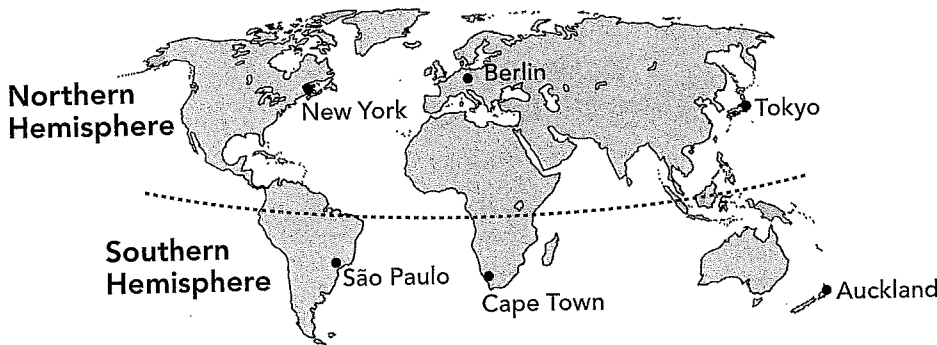 Berlin
Northern
Hemisphere
New York
Tokyo
Southern
Hemisphere
São Paulo
Cape Town
Auckland